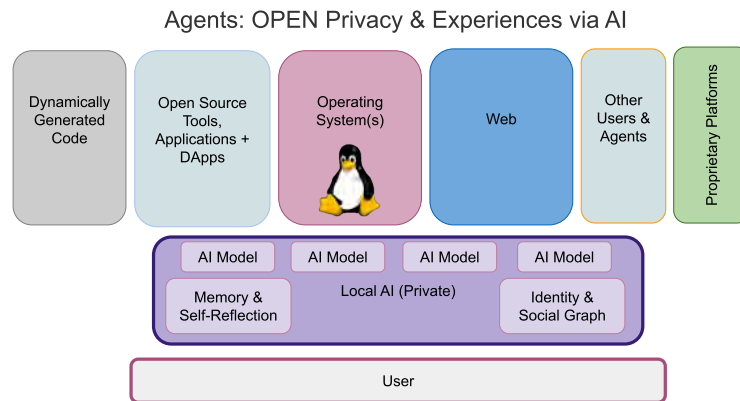 Agents: OPEN Privacy & Experiences via AI
Dynamically
Generated
Code
Open Source
Tools,
Applications +
DApps
Operating
System(s)
Web
Other
Users &
Agents
Proprietary Platforms
AI Model
AI Model
AI Model
AI Model
Memory &
Self-Reflection
Local AI (Private)
Identity &
Social Graph
User